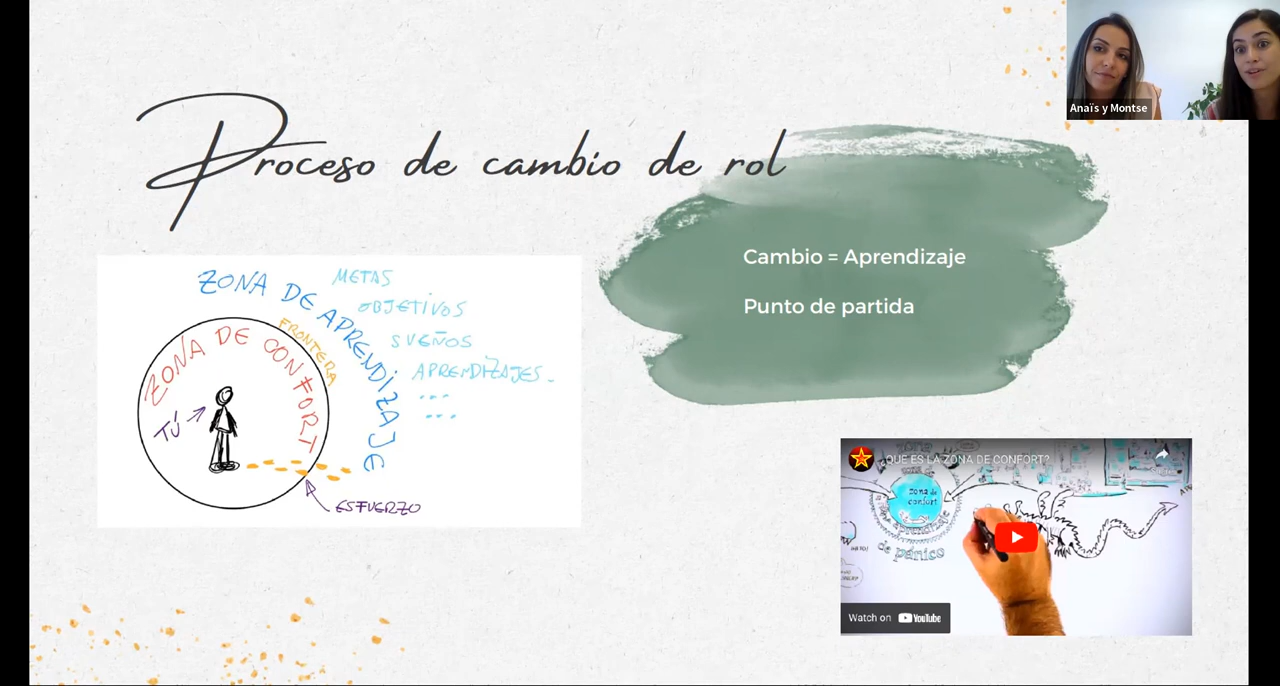 Anaïs y Montse
Proceso de cambio de rol
Cambio = Aprendizaje
Punto de partida
ZONA DE APRENDIZAJE
METAS
OBJETIVOS
SUEÑOS
APRENDIZAJES...
...
...
FRONTERA
ZONA DE CONFORT
TÚ
ESFUERZO
¿QUÉ ES LA ZONA DE CONFORT?
zona de
confort
de pánico
Watch on YouTube